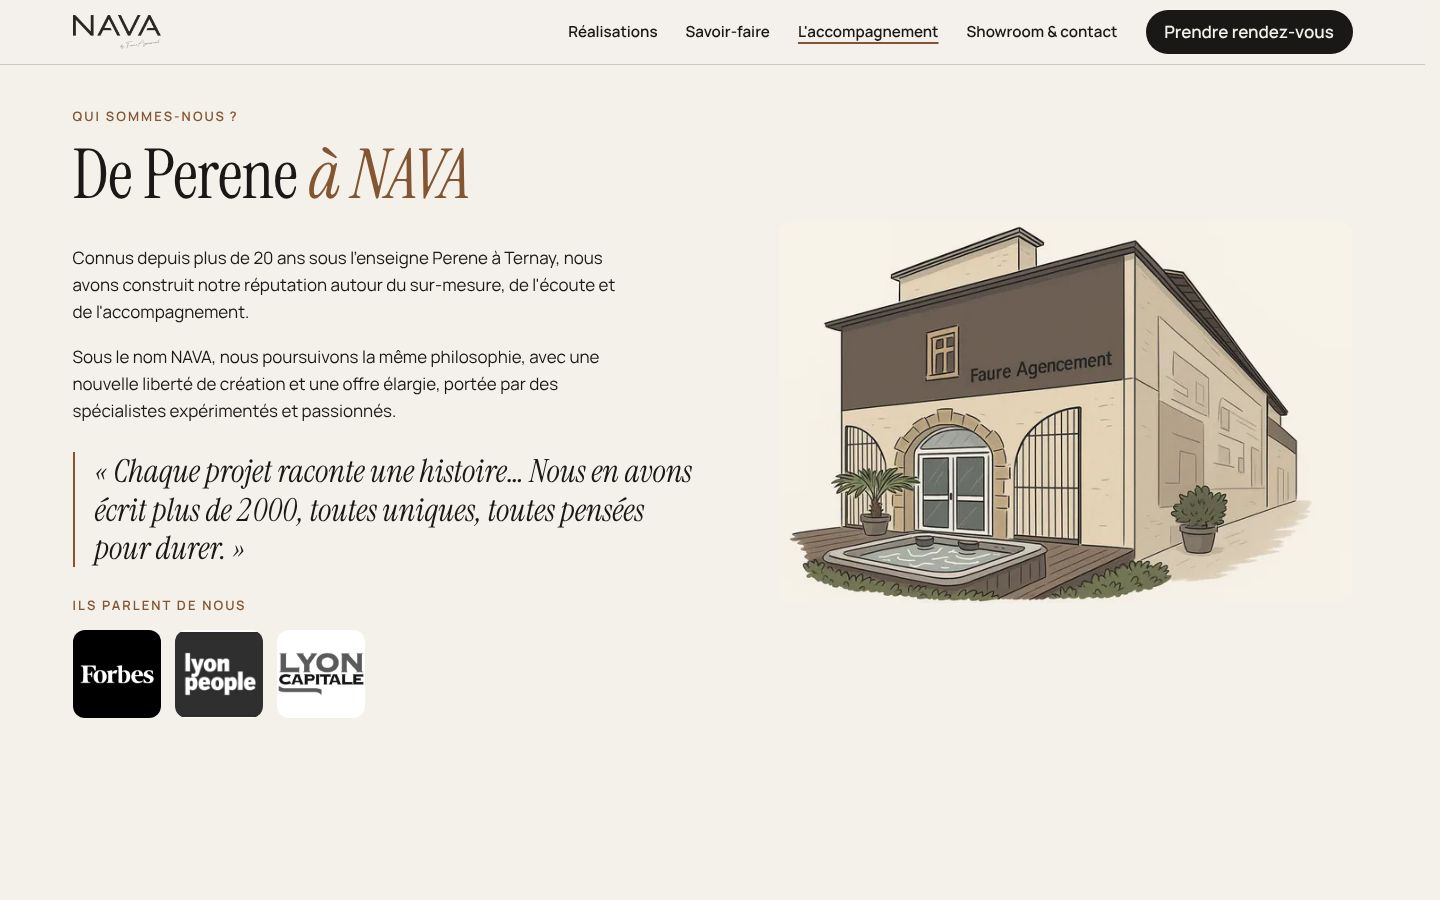 NAVA
by Faure Agencement
Réalisations
Savoir-faire
L'accompagnement
Showroom & contact
Prendre rendez-vous
QUI SOMMES-NOUS ?
De Perene à NAVA
Connus depuis plus de 20 ans sous l'enseigne Perene à Ternay, nous
avons construit notre réputation autour du sur-mesure, de l'écoute et
de l'accompagnement.
Sous le nom NAVA, nous poursuivons la même philosophie, avec une
nouvelle liberté de création et une offre élargie, portée par des
spécialistes expérimentés et passionnés.
« Chaque projet raconte une histoire... Nous en avons
écrit plus de 2000, toutes uniques, toutes pensées
pour durer. »
ILS PARLENT DE NOUS
Forbes
lyon
people
LYON
CAPITALE
Faure Agencement